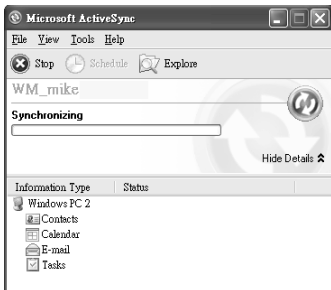 Microsoft ActiveSync
File View Tools Help
Stop Schedule Explore
WM_mike
Synchronizing
Hide Details
Information Type Status
Windows PC 2
Contacts
Calendar
E-mail
Tasks